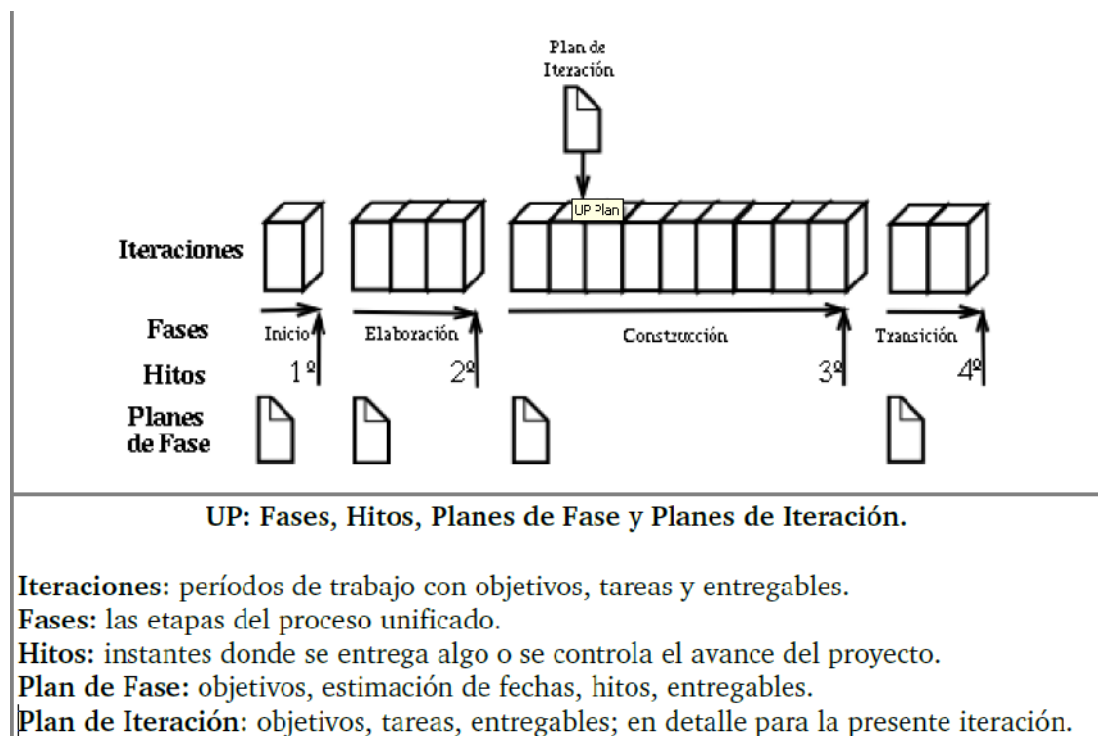 Plan de
Iteración
UP Plan
Iteraciones
Fases
Inicio
Elaboración
Construcción
Transición
Hitos
1º
2º
3º
4º
Planes
de Fase
UP: Fases, Hitos, Planes de Fase y Planes de Iteración.
Iteraciones: períodos de trabajo con objetivos, tareas y entregables.
Fases: las etapas del proceso unificado.
Hitos: instantes donde se entrega algo o se controla el avance del proyecto.
Plan de Fase: objetivos, estimación de fechas, hitos, entregables.
Plan de Iteración: objetivos, tareas, entregables; en detalle para la presente iteración.